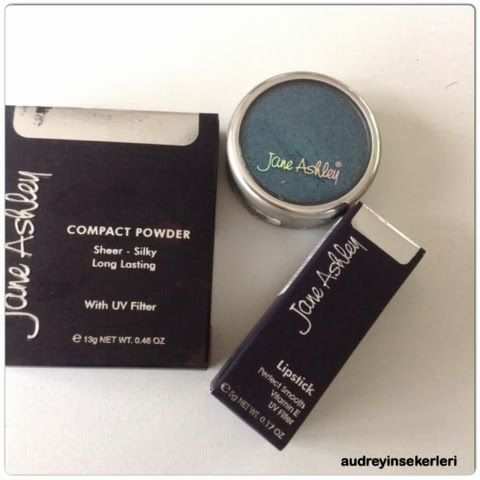 Jane Ashley
COMPACT POWDER
Sheer - Silky
Long Lasting
With UV Filter
℮ 13g NET WT. 0.46 OZ
Jane Ashley®
Jane Ashley
Lipstick
Perfect Smooth
Vitamin E
UV Filter
℮ 5g NET WT. 0.17 OZ
audreyinsekerleri